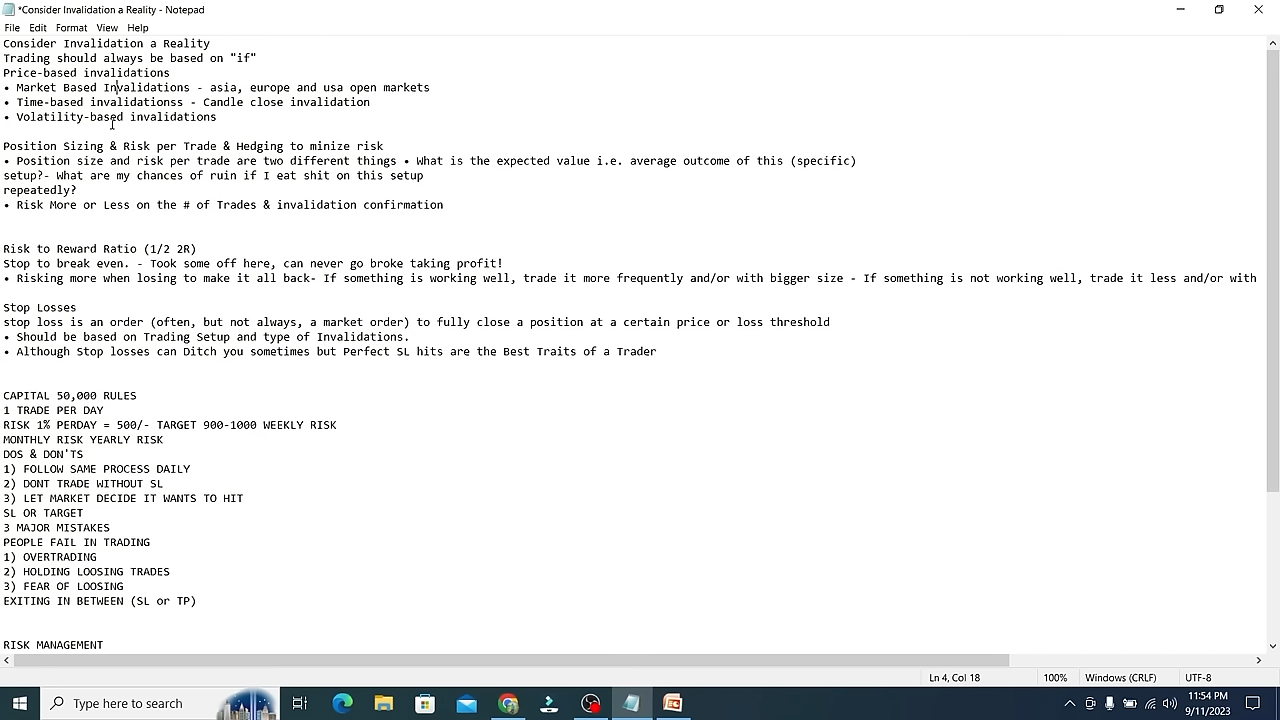 *Consider Invalidation a Reality - Notepad
File Edit Format View Help
Consider Invalidation a Reality
Trading should always be based on "if"
Price-based invalidations
• Market Based Invalidations - asia, europe and usa open markets
• Time-based invalidationss - Candle close invalidation
• Volatility-based invalidations
Position Sizing & Risk per Trade & Hedging to minize risk
• Position size and risk per trade are two different things • What is the expected value i.e. average outcome of this (specific)
setup?- What are my chances of ruin if I eat shit on this setup
repeatedly?
• Risk More or Less on the # of Trades & invalidation confirmation
Risk to Reward Ratio (1/2 2R)
Stop to break even. - Took some off here, can never go broke taking profit!
• Risking more when losing to make it all back- If something is working well, trade it more frequently and/or with bigger size - If something is not working well, trade it less and/or with
Stop Losses
stop loss is an order (often, but not always, a market order) to fully close a position at a certain price or loss threshold
• Should be based on Trading Setup and type of Invalidations.
• Although Stop losses can Ditch you sometimes but Perfect SL hits are the Best Traits of a Trader
CAPITAL 50,000 RULES
1 TRADE PER DAY
RISK 1% PERDAY = 500/- TARGET 900-1000 WEEKLY RISK
MONTHLY RISK YEARLY RISK
DOS & DON'TS
1) FOLLOW SAME PROCESS DAILY
2) DONT TRADE WITHOUT SL
3) LET MARKET DECIDE IT WANTS TO HIT
SL OR TARGET
3 MAJOR MISTAKES
PEOPLE FAIL IN TRADING
1) OVERTRADING
2) HOLDING LOOSING TRADES
3) FEAR OF LOOSING
EXITING IN BETWEEN (SL or TP)
RISK MANAGEMENT
Ln 4, Col 18 100% Windows (CRLF) UTF-8
Type here to search
11:54 PM
9/11/2023